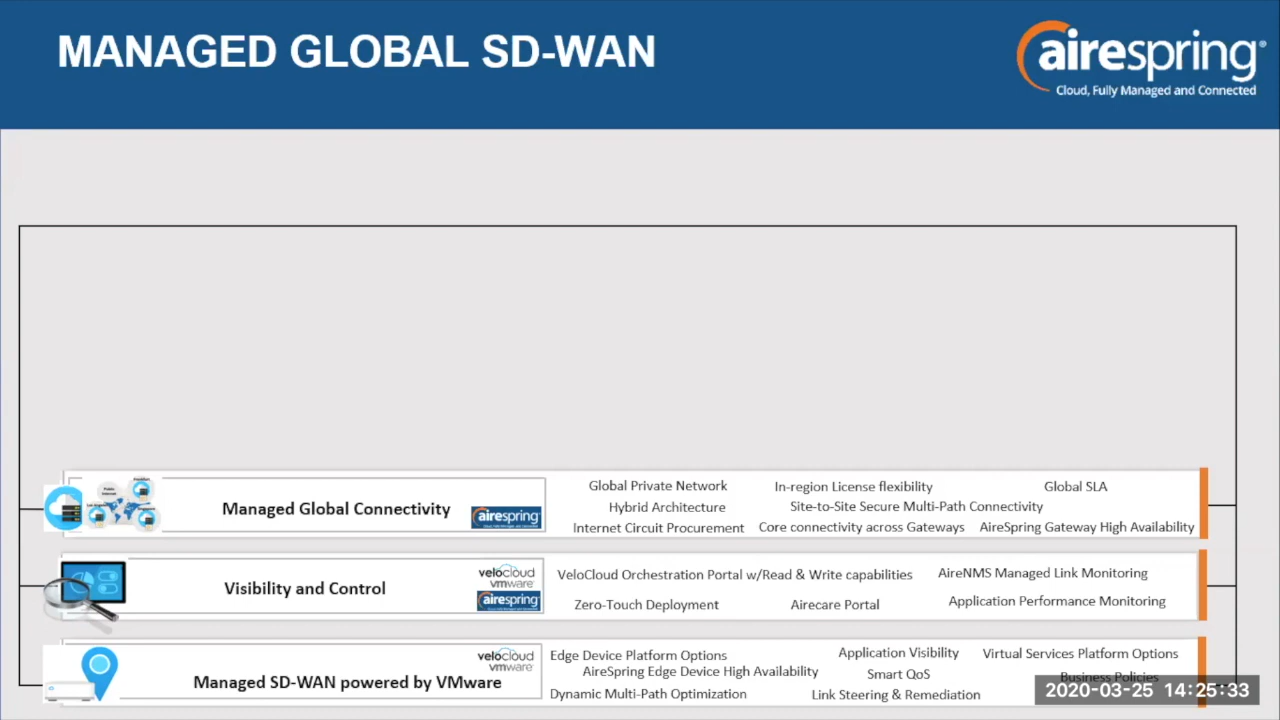 MANAGED GLOBAL SD-WAN
airespring®
Cloud, Fully Managed and Connected
Managed Global Connectivity
airespring
Global Private Network
In-region License flexibility
Global SLA
Hybrid Architecture
Site-to-Site Secure Multi-Path Connectivity
Internet Circuit Procurement
Core connectivity across Gateways
AireSpring Gateway High Availability
Visibility and Control
velocloud
vmware
airespring
VeloCloud Orchestration Portal w/Read & Write capabilities
AireNMS Managed Link Monitoring
Zero-Touch Deployment
Airecare Portal
Application Performance Monitoring
Managed SD-WAN powered by VMware
velocloud
vmware
Edge Device Platform Options
Application Visibility
Virtual Services Platform Options
AireSpring Edge Device High Availability
Smart QoS
Business Policies
Dynamic Multi-Path Optimization
Link Steering & Remediation
2020-03-25 14:25:33